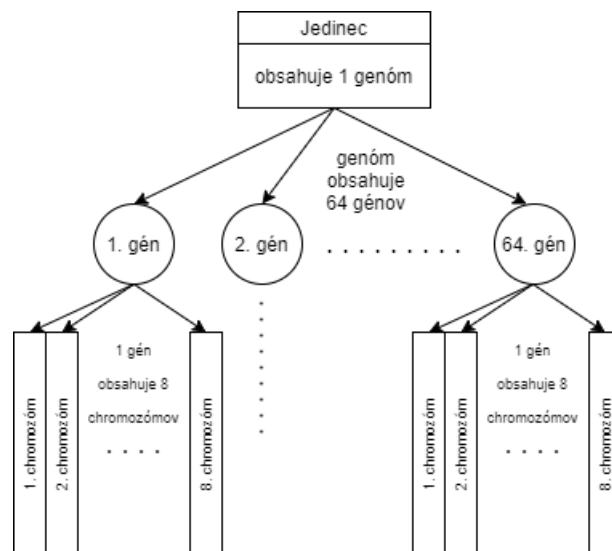 Jedinec
obsahuje 1 genóm
genóm
obsahuje
64 génov
1. gén
2. gén
. . . . . . . . .
64. gén
1. chromozóm
2. chromozóm
1 gén
obsahuje 8
chromozómov
. . . .
8. chromozóm
1. chromozóm
2. chromozóm
1 gén
obsahuje 8
chromozómov
. . . .
8. chromozóm